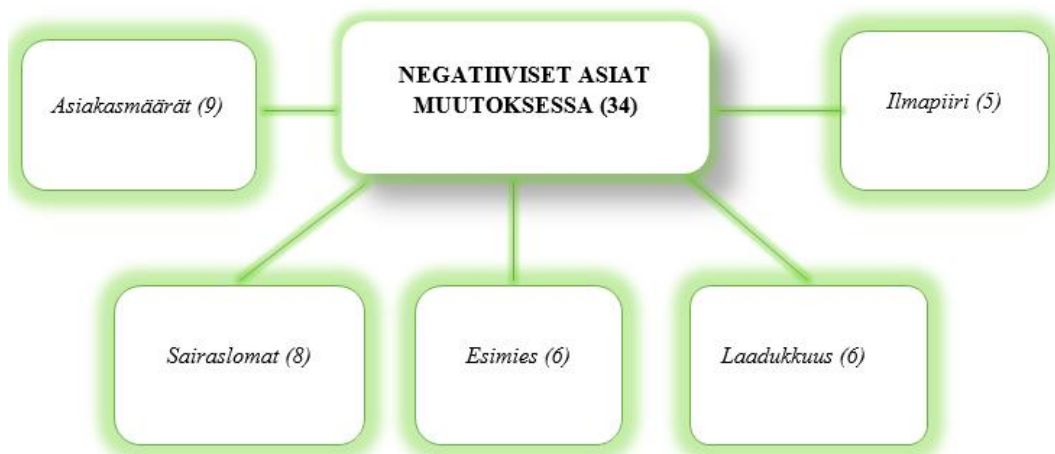 NEGATIIVISET ASIAT
MUUTOKSESSA (34)
Asiakasmäärät (9)
Ilmapiiri (5)
Sairaslomat (8)
Esimies (6)
Laadukkuus (6)